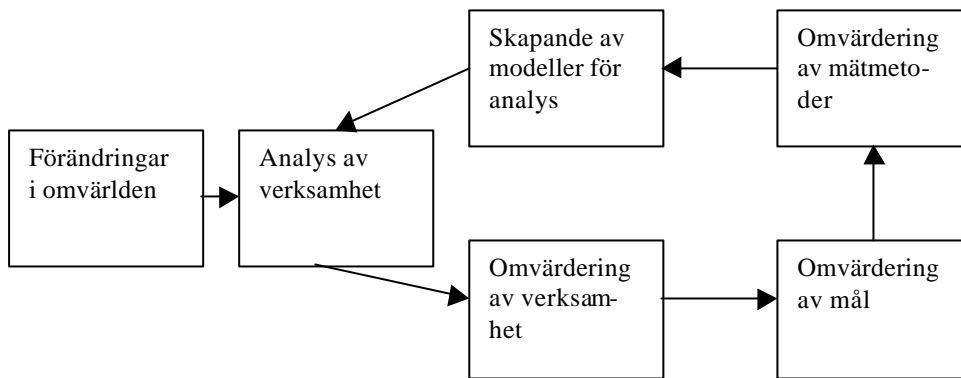 Skapande av
modeller för
analys
Omvärdering
av mätmeto-
der
Förändringar
i omvärlden
Analys av
verksamhet
Omvärdering
av verksam-
het
Omvärdering
av mål